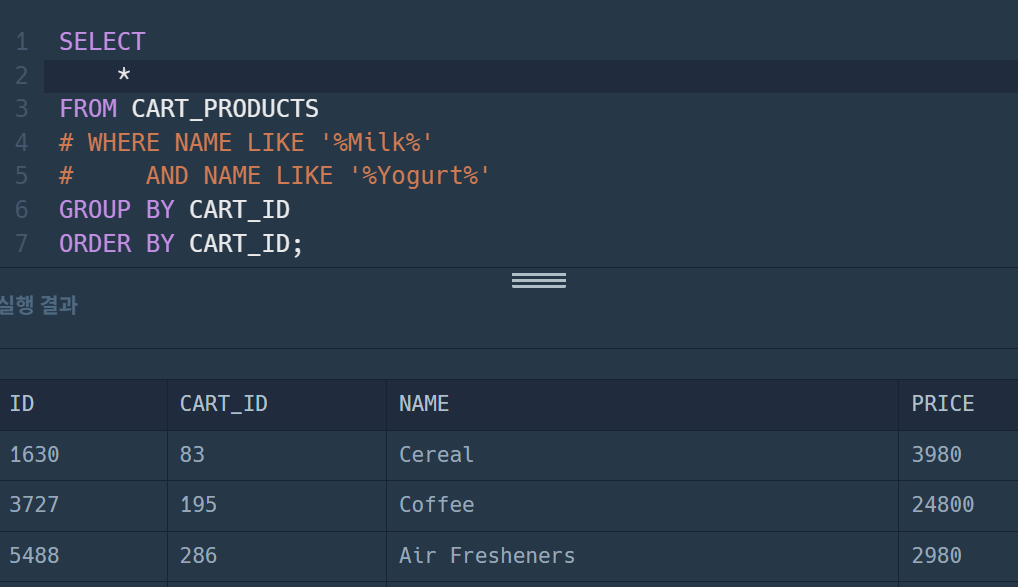 1 SELECT
2     *
3 FROM CART_PRODUCTS
4 # WHERE NAME LIKE '%Milk%'
5 #     AND NAME LIKE '%Yogurt%'
6 GROUP BY CART_ID
7 ORDER BY CART_ID;
실행 결과
ID CART_ID NAME PRICE
1630 83 Cereal 3980
3727 195 Coffee 24800
5488 286 Air Fresheners 2980